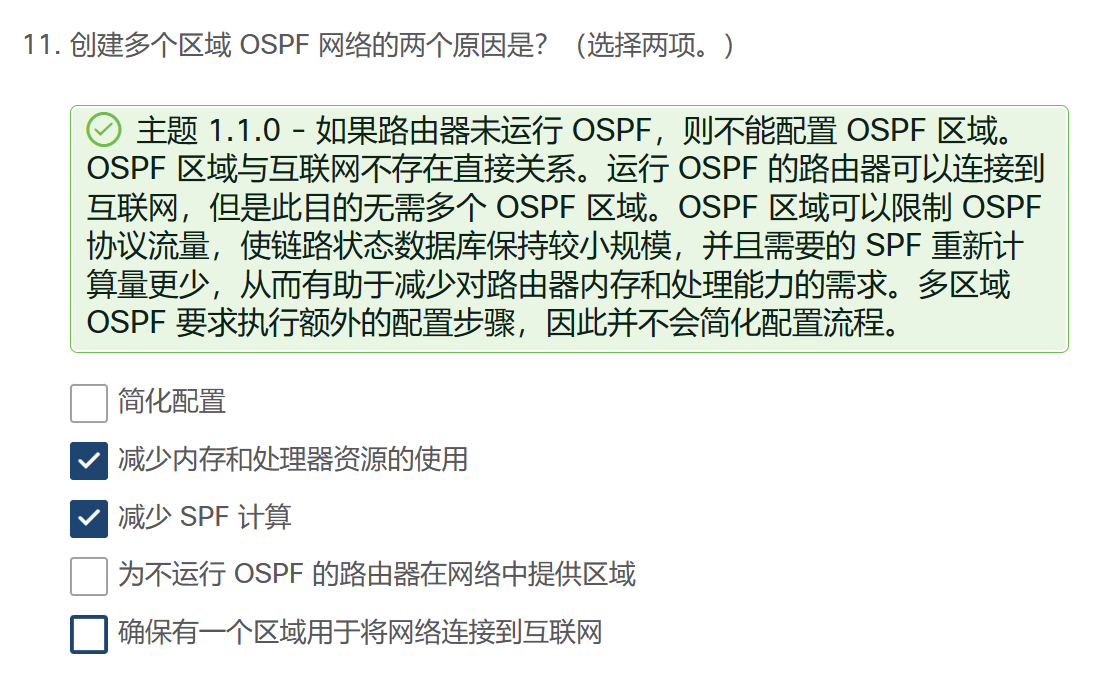 11. 创建多个区域 OSPF 网络的两个原因是？（选择两项。）
主题 1.1.0 - 如果路由器未运行 OSPF，则不能配置 OSPF 区域。
OSPF 区域与互联网不存在直接关系。运行 OSPF 的路由器可以连接到
互联网，但是此目的无需多个 OSPF 区域。OSPF 区域可以限制 OSPF
协议流量，使链路状态数据库保持较小规模，并且需要的 SPF 重新计
算量更少，从而有助于减少对路由器内存和处理能力的需求。多区域
OSPF 要求执行额外的配置步骤，因此并不会简化配置流程。
简化配置
减少内存和处理器资源的使用
减少 SPF 计算
为不运行 OSPF 的路由器在网络中提供区域
确保有一个区域用于将网络连接到互联网